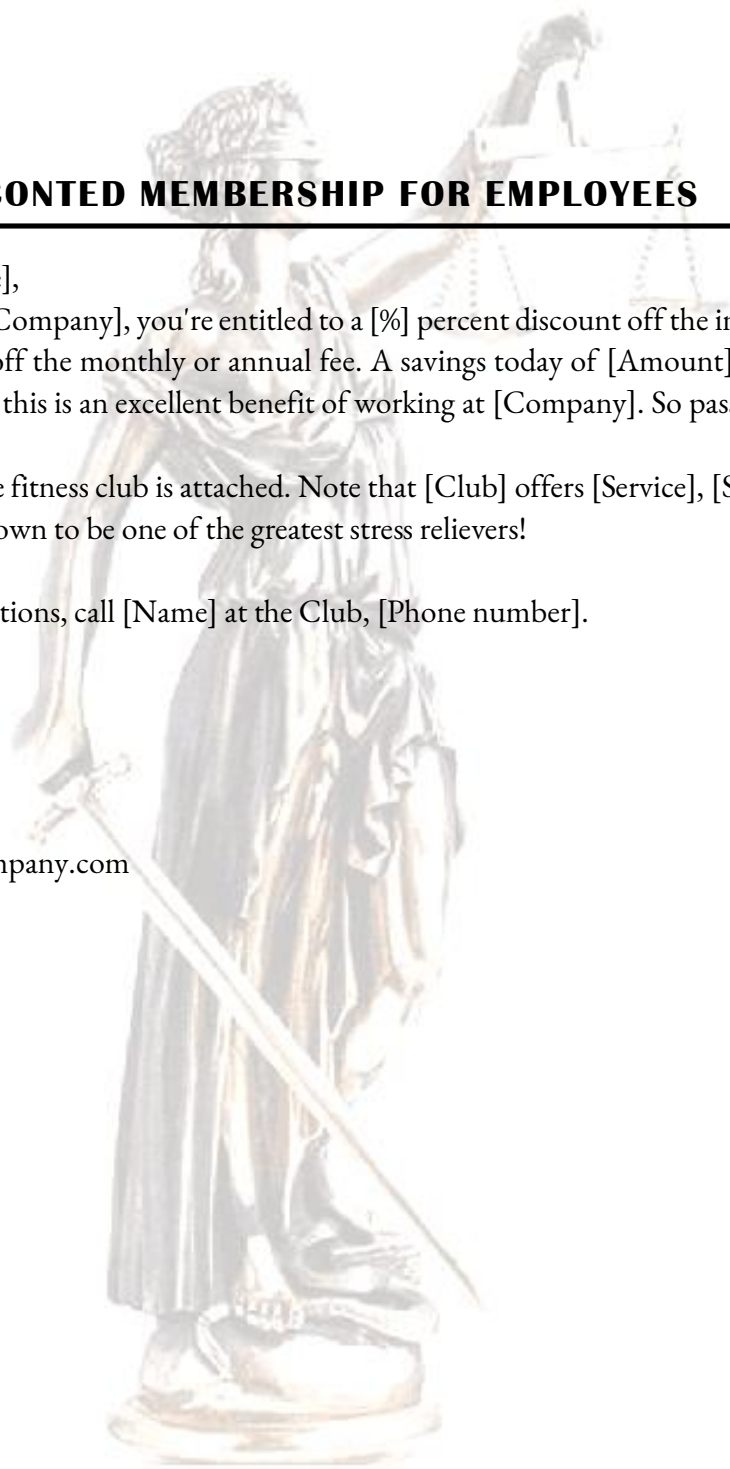 CONTED MEMBERSHIP FOR EMPLOYEES
],
Company], you're entitled to a [%] percent discount off the in
off the monthly or annual fee. A savings today of [Amount]
this is an excellent benefit of working at [Company]. So pas
e fitness club is attached. Note that [Club] offers [Service], [S
own to be one of the greatest stress relievers!
tions, call [Name] at the Club, [Phone number].
mpany.com